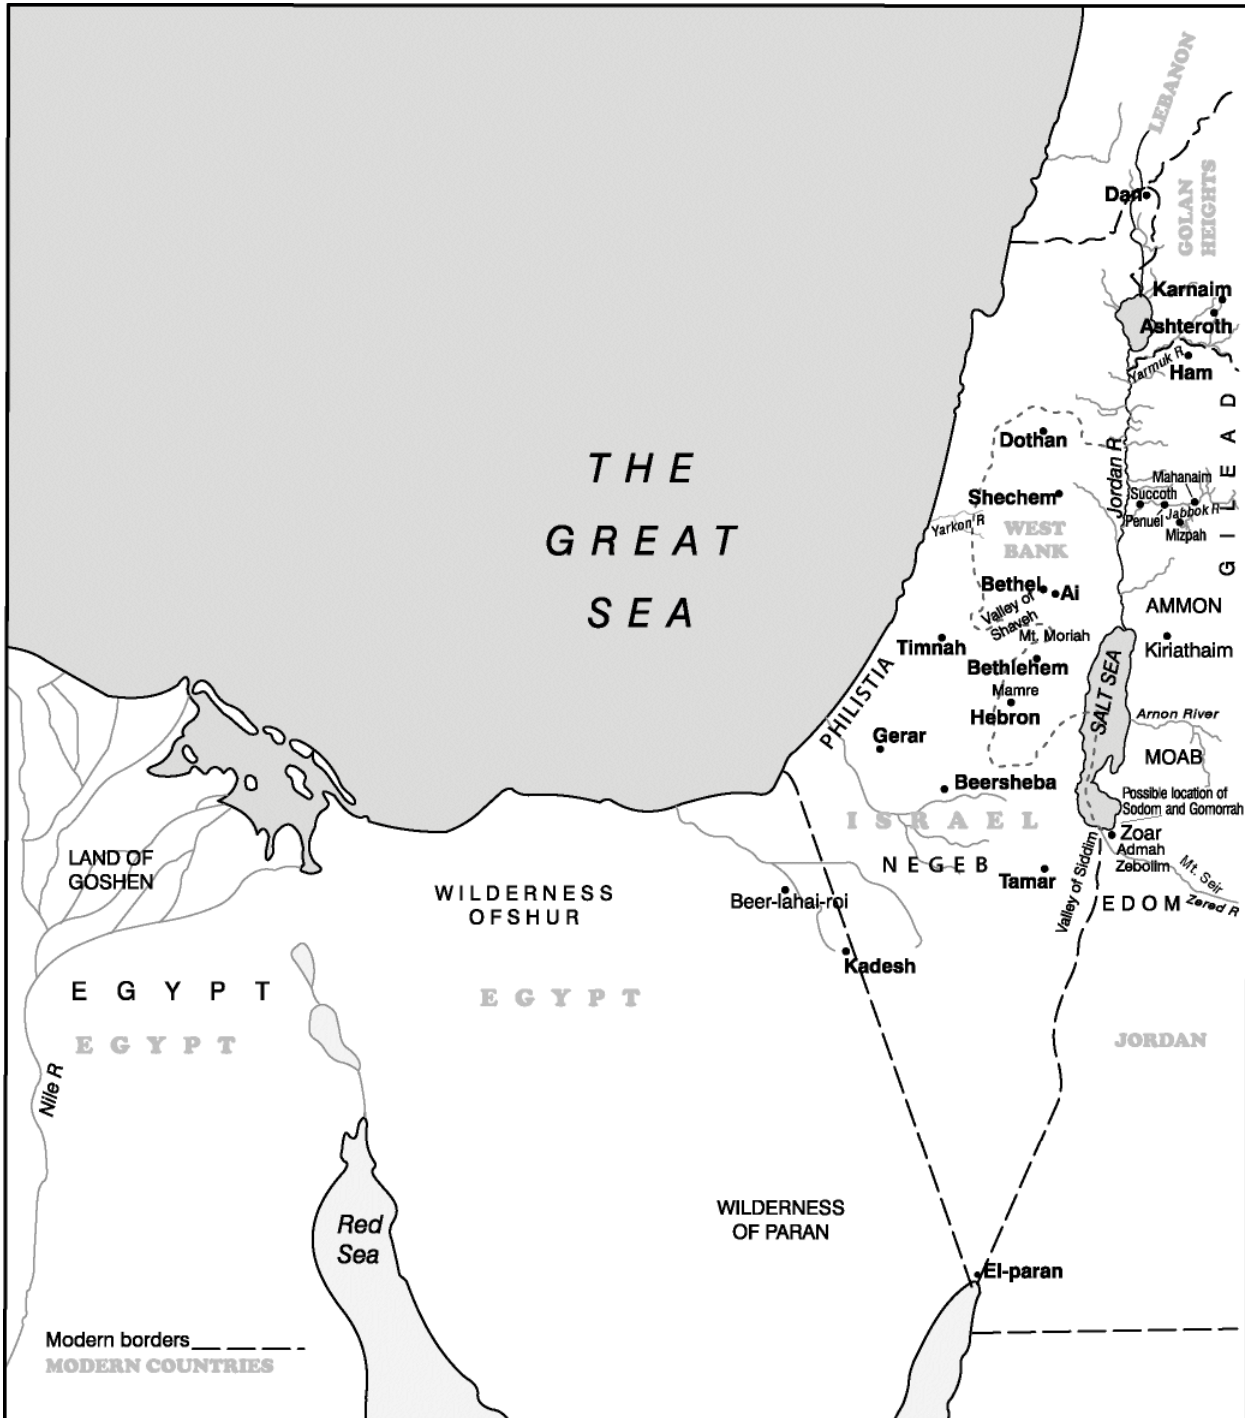 LEBANON
Dan
GOLAN
HEIGHTS
Karnaim
Ashteroth
Yarmuk R
Ham
GILEAD
Dothan
Jordan R
THE
GREAT
SEA
Shechem
Mahanaim
Succoth
Jabbok R
Penuel
Mizpah
Yarkon R
WEST
BANK
Bethel
Ai
Valley of
Shaveh
Mt. Moriah
AMMON
Kiriathaim
Timnah
Bethlehem
Mamre
Hebron
SALT SEA
Arnon River
PHILISTIA
Gerar
MOAB
Beersheba
Possible location of
Sodom and Gomorrah
ISRAEL
Zoar
Admah
Zeboiim
NEGEB
Tamar
Valley of Siddim
Mt. Seir
EDOM
Zered R
LAND OF
GOSHEN
WILDERNESS
OFSHUR
Beer-lahai-roi
Kadesh
EGYPT
EGYPT
EGYPT
JORDAN
Nile R
Red
Sea
WILDERNESS
OF PARAN
El-paran
Modern borders
MODERN COUNTRIES